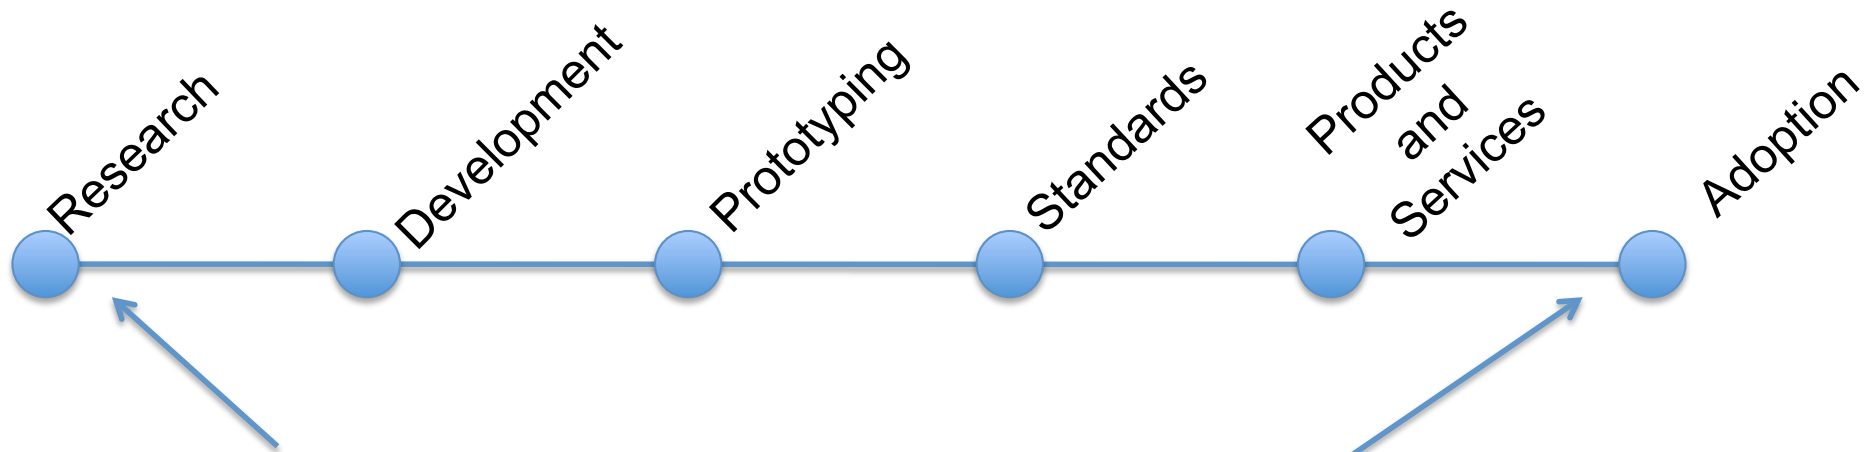 Research
Development
Prototyping
Standards
Products
and
Services
Adoption